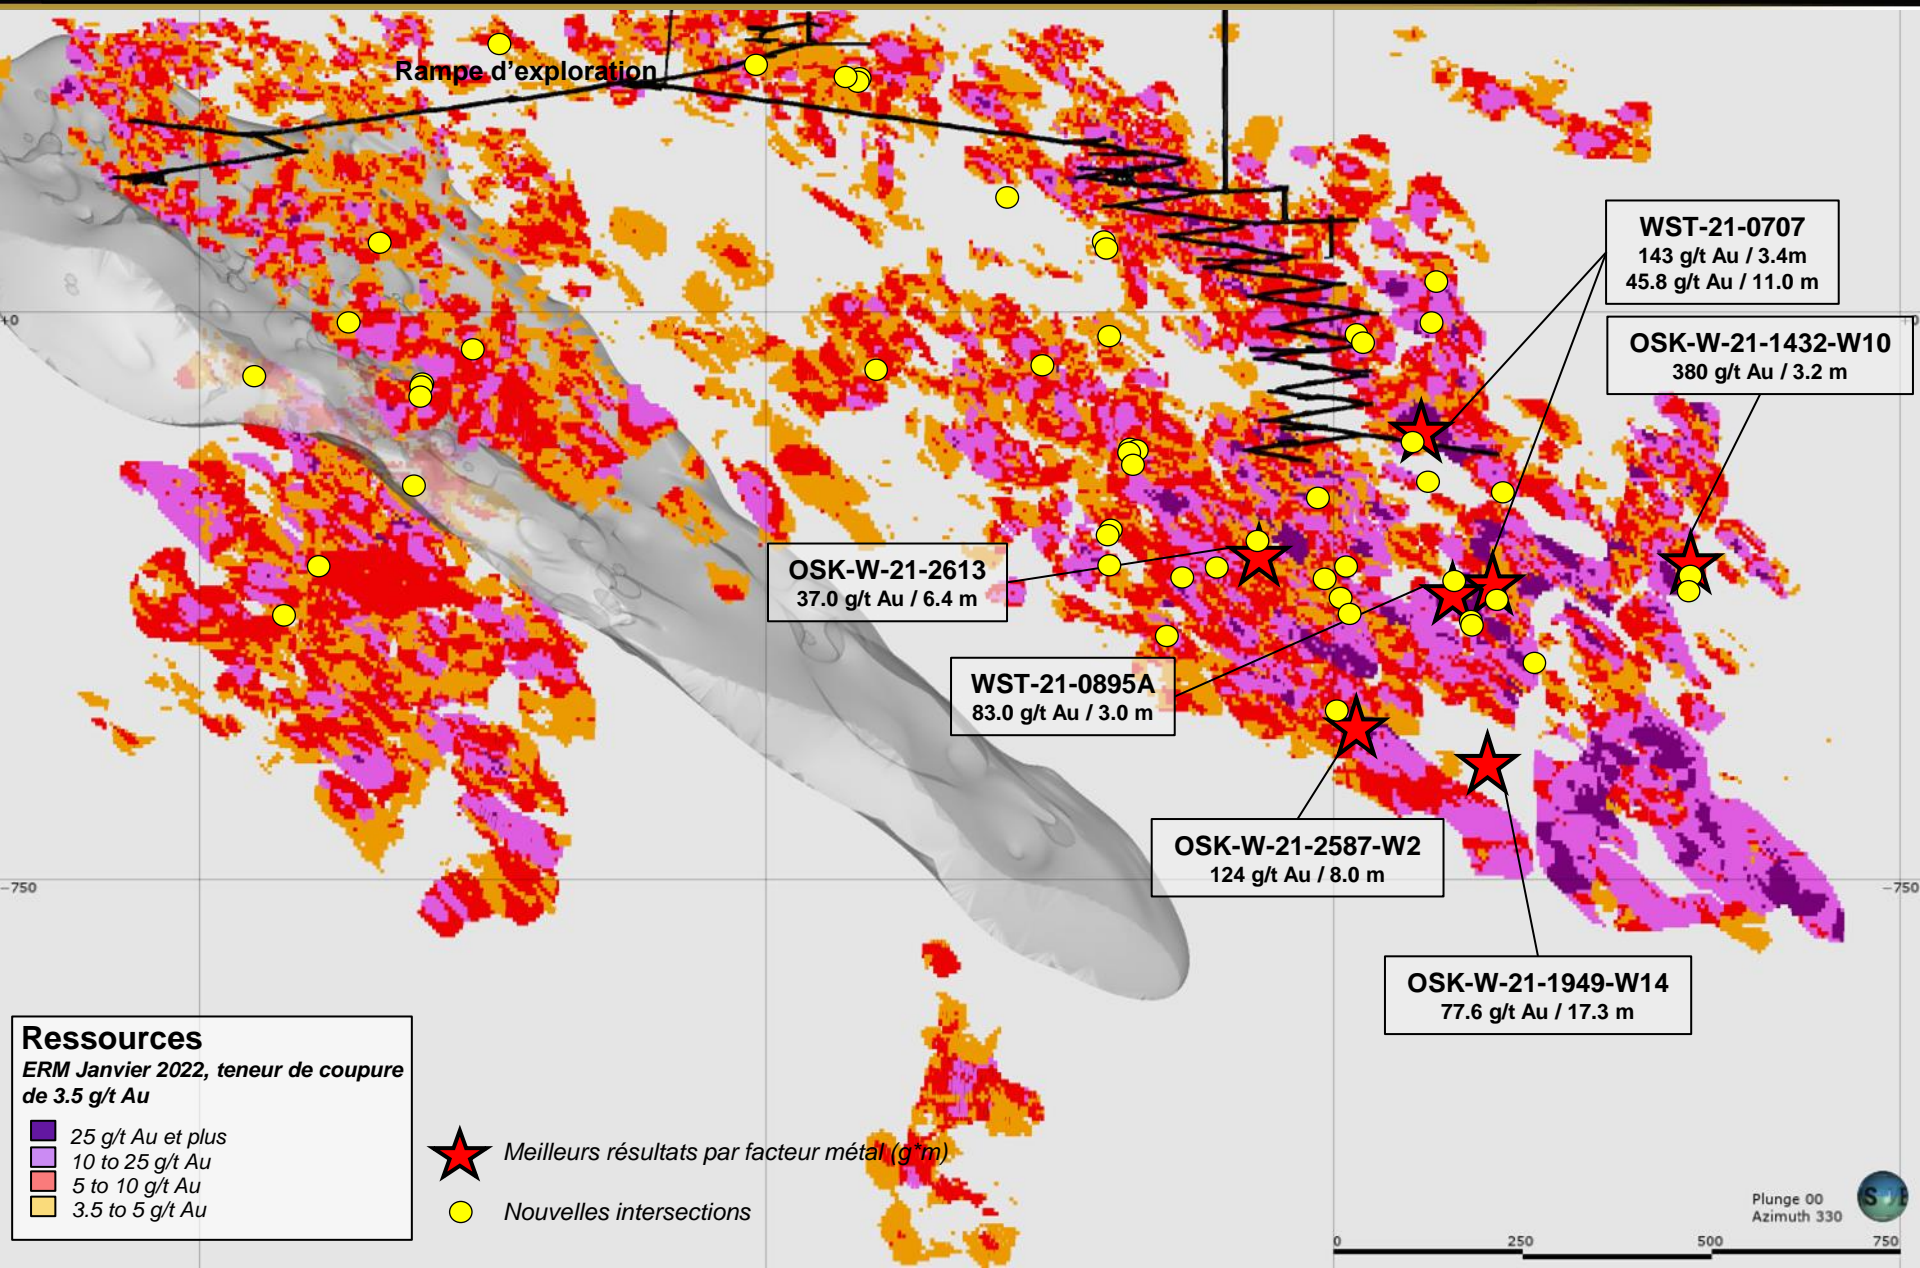 Rampe d'exploration
WST-21-0707
143 g/t Au / 3.4m
45.8 g/t Au / 11.0 m
+0
+0
OSK-W-21-1432-W10
380 g/t Au / 3.2 m
OSK-W-21-2613
37.0 g/t Au / 6.4 m
WST-21-0895A
83.0 g/t Au / 3.0 m
OSK-W-21-2587-W2
124 g/t Au / 8.0 m
-750
-750
OSK-W-21-1949-W14
77.6 g/t Au / 17.3 m
Ressources
ERM Janvier 2022, teneur de coupure
de 3.5 g/t Au
25 g/t Au et plus
10 to 25 g/t Au
5 to 10 g/t Au
3.5 to 5 g/t Au
Meilleurs résultats par facteur métal (g*m)
Nouvelles intersections
Plunge 00
Azimuth 330
S
0 250 500 750